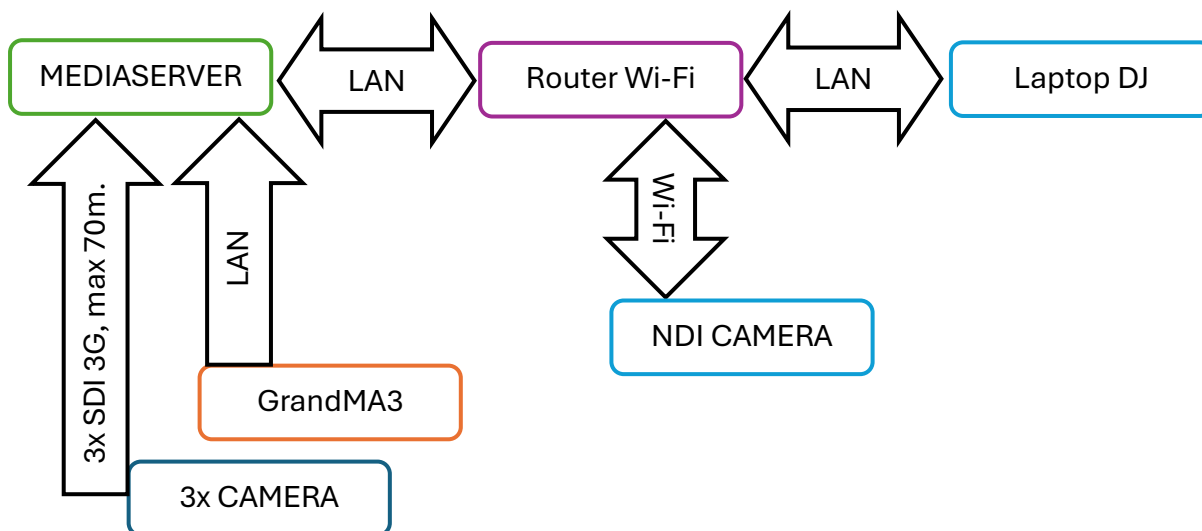 MEDIASERVER
LAN
Router Wi-Fi
LAN
Laptop DJ
Wi-Fi
3x SDI 3G, max 70m.
LAN
NDI CAMERA
GrandMA3
3x CAMERA